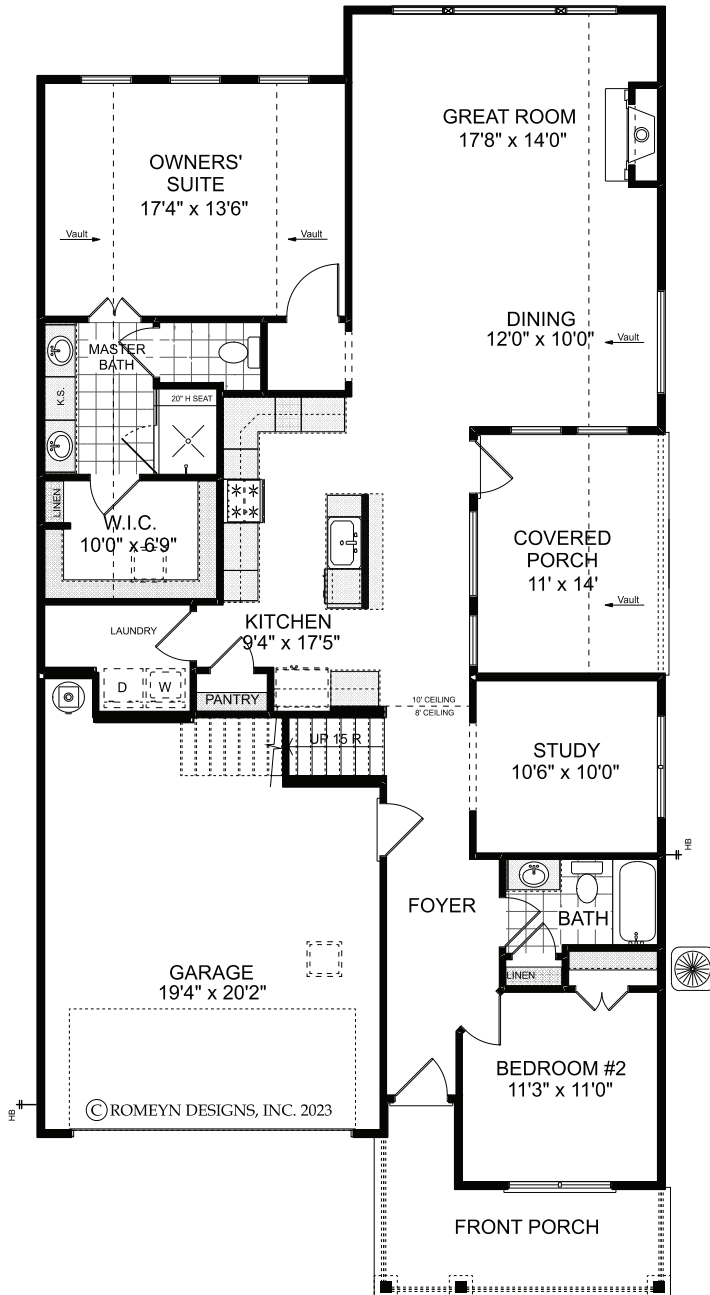 GREAT ROOM
17'8" x 14'0"
OWNERS'
SUITE
17'4" x 13'6"
Vault
Vault
DINING
12'0" x 10'0"
Vault
MASTER
BATH
K.S.
20" H SEAT
LINEN
W.I.C.
10'0" x 6'9"
COVERED
PORCH
11' x 14'
Vault
LAUNDRY
KITCHEN
9'4" x 17'5"
D
W
PANTRY
10' CEILING
8' CEILING
UP 15 R
STUDY
10'6" x 10'0"
HB
FOYER
BATH
LINEN
GARAGE
19'4" x 20'2"
BEDROOM #2
11'3" x 11'0"
HB
© ROMEYN DESIGNS, INC. 2023
FRONT PORCH